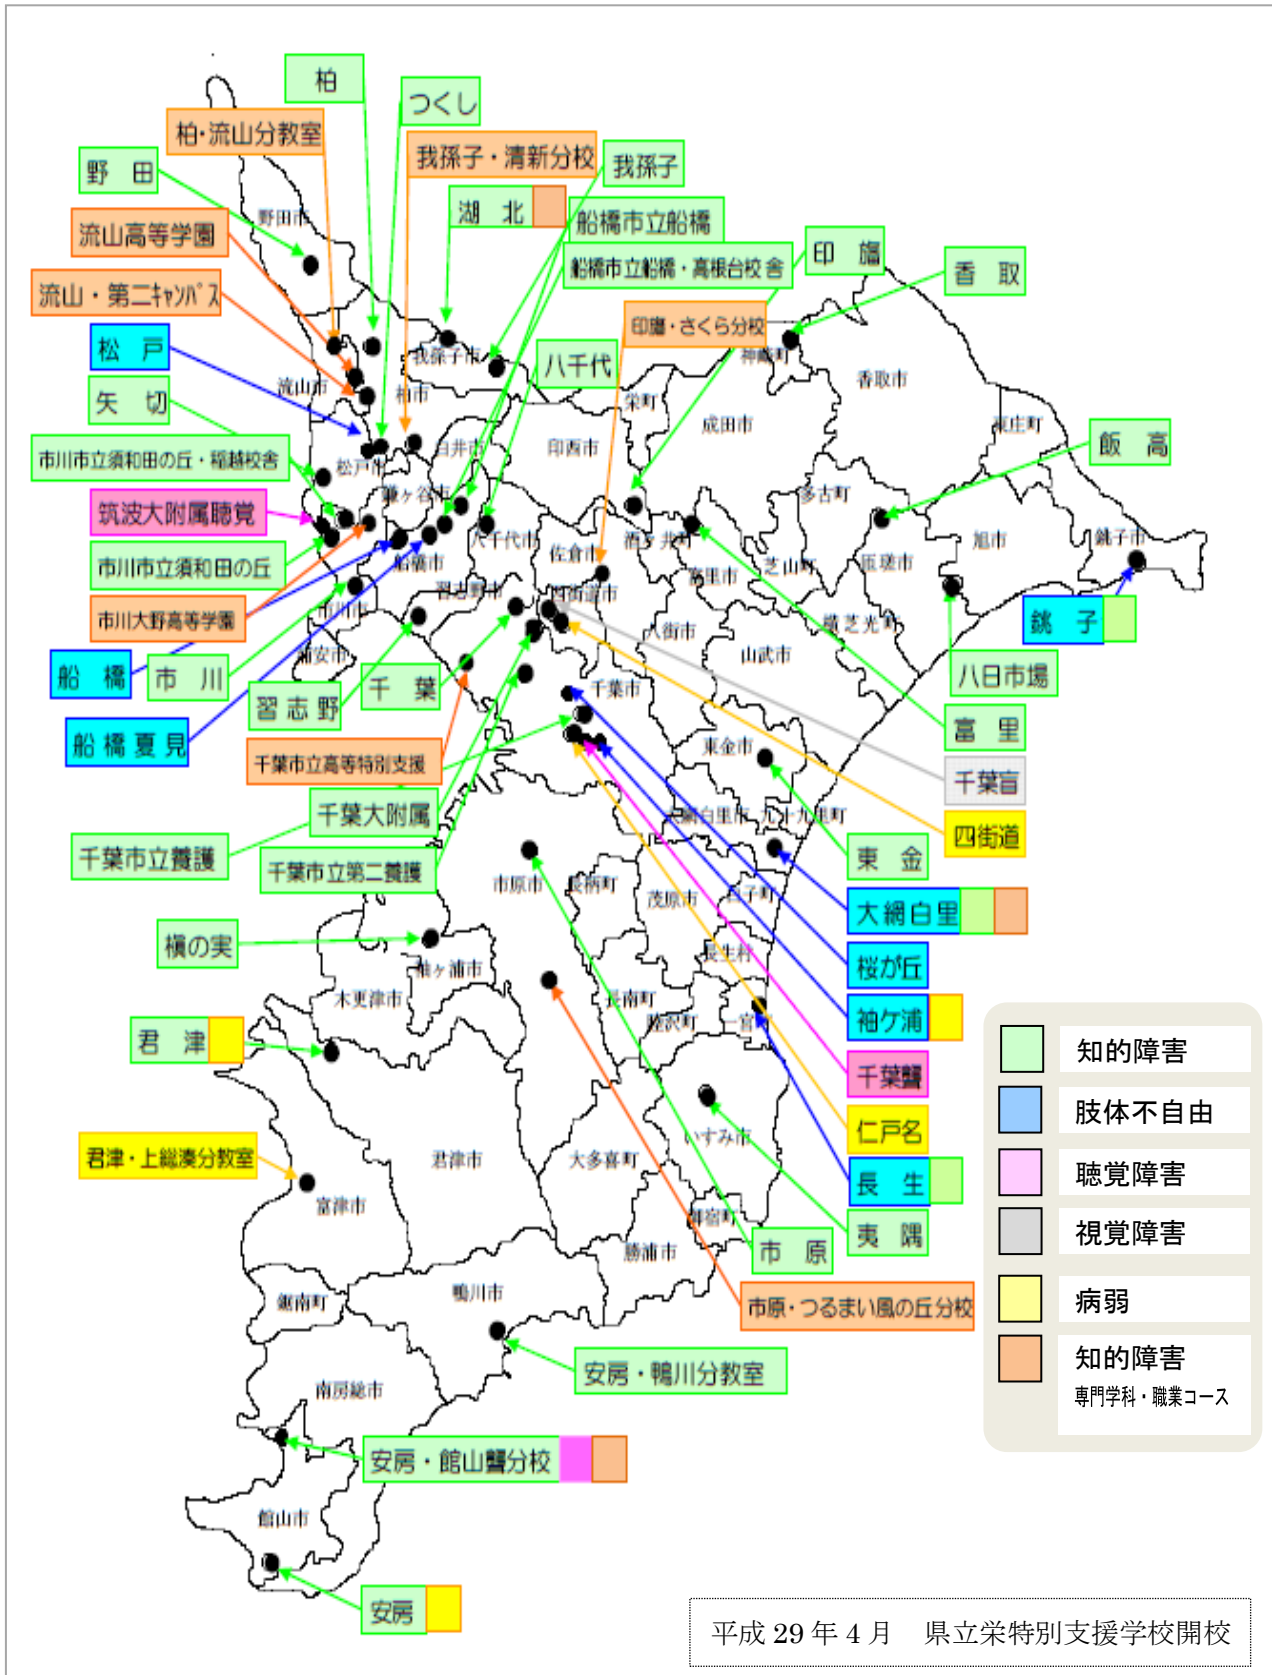 柏
つくし
柏・流山分教室
我孫子・清新分校
我孫子
野 田
湖 北
船橋市立船橋
野田市
流山高等学園
船橋市立船橋・高根台校舎
印 旛
香 取
流山・第二キャンパス
印旛・さくら分校
松 戸
我孫子市
神崎町
八千代
香取市
矢 切
流山市
柏市
栄町
成田市
東庄町
市川市立須和田の丘・稲越校舎
松戸市
白井市
印西市
飯 高
鎌ヶ谷市
多古町
筑波大附属聴覚
八千代市
佐倉市
酒々井町
旭市
銚子市
市川市立須和田の丘
船橋市
富里市
芝山町
匝瑳市
習志野市
四街道市
市川大野高等学園
市川市
八街市
横芝光町
銚 子
浦安市
山武市
船 橋
市 川
千 葉
千葉市
八日市場
習志野
富 里
船橋夏見
千葉市立高等特別支援
東金市
千葉盲
千葉大附属
大網白里市
九十九里町
四街道
千葉市立養護
千葉市立第二養護
東 金
市原市
長柄町
茂原市
白子町
大網白里
槇の実
長生村
桜が丘
袖ヶ浦市
木更津市
長南町
睦沢町
一宮町
袖ケ浦
君 津
知的障害
千葉聾
肢体不自由
仁戸名
いすみ市
君津・上総湊分教室
君津市
大多喜町
長 生
聴覚障害
富津市
御宿町
夷 隅
視覚障害
勝浦市
市 原
鋸南町
鴨川市
市原・つるまい風の丘分校
病弱
知的障害
専門学科・職業コース
安房・鴨川分教室
南房総市
安房・館山聾分校
館山市
安房
平成 29 年 4 月 県立栄特別支援学校開校